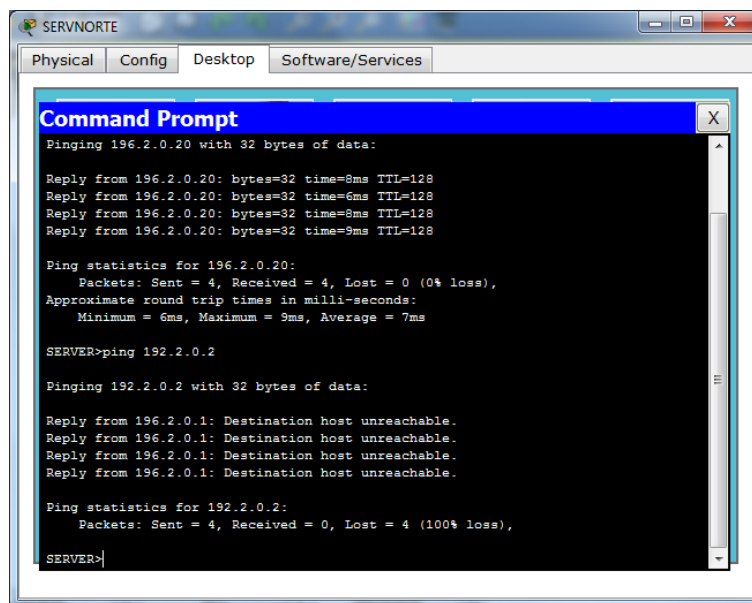 SERVNORTE
Physical Config Desktop Software/Services
Command Prompt X
Pinging 196.2.0.20 with 32 bytes of data:
Reply from 196.2.0.20: bytes=32 time=8ms TTL=128
Reply from 196.2.0.20: bytes=32 time=6ms TTL=128
Reply from 196.2.0.20: bytes=32 time=8ms TTL=128
Reply from 196.2.0.20: bytes=32 time=9ms TTL=128
Ping statistics for 196.2.0.20:
Packets: Sent = 4, Received = 4, Lost = 0 (0% loss),
Approximate round trip times in milli-seconds:
Minimum = 6ms, Maximum = 9ms, Average = 7ms
SERVER>ping 192.2.0.2
Pinging 192.2.0.2 with 32 bytes of data:
Reply from 196.2.0.1: Destination host unreachable.
Reply from 196.2.0.1: Destination host unreachable.
Reply from 196.2.0.1: Destination host unreachable.
Reply from 196.2.0.1: Destination host unreachable.
Ping statistics for 192.2.0.2:
Packets: Sent = 4, Received = 0, Lost = 4 (100% loss),
SERVER>